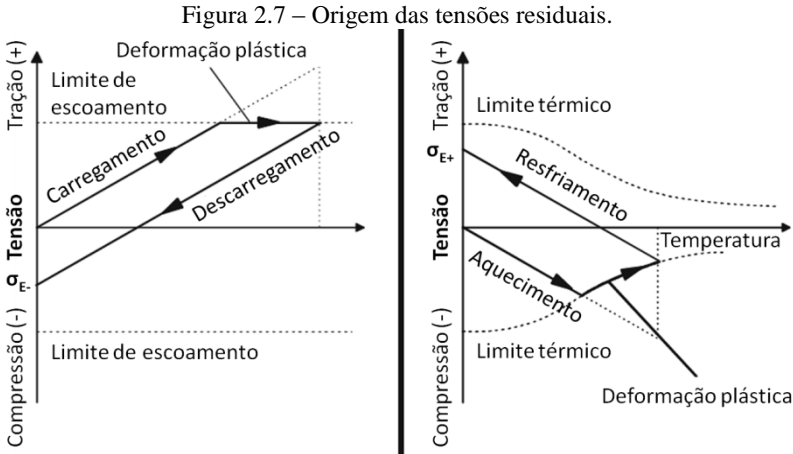 Figura 2.7 – Origem das tensões residuais.
Tração (+)
Tensão
Compressão (-)
Deformação plástica
Limite de
escoamento
Carregamento
Descarregamento
σE-
Limite de escoamento
Tração (+)
Tensão
Compressão (-)
Limite térmico
σE+
Resfriamento
Temperatura
Aquecimento
Limite térmico
Deformação plástica